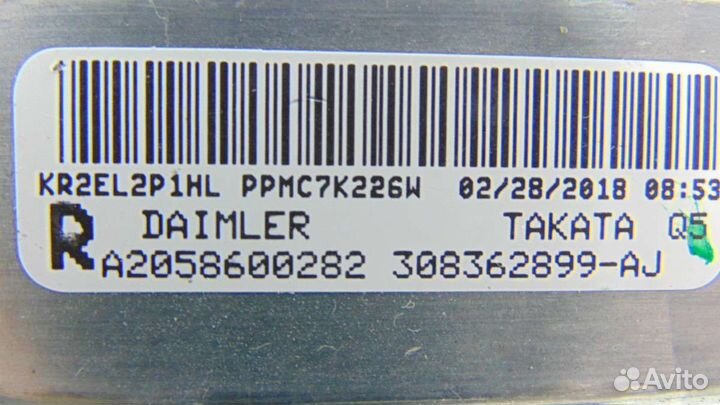 KR2EL2P1HL PPMC7K226W 02/28/2018 08:53
R DAIMLER TAKATA Q5
A2058600282 308362899-AJ
Avito